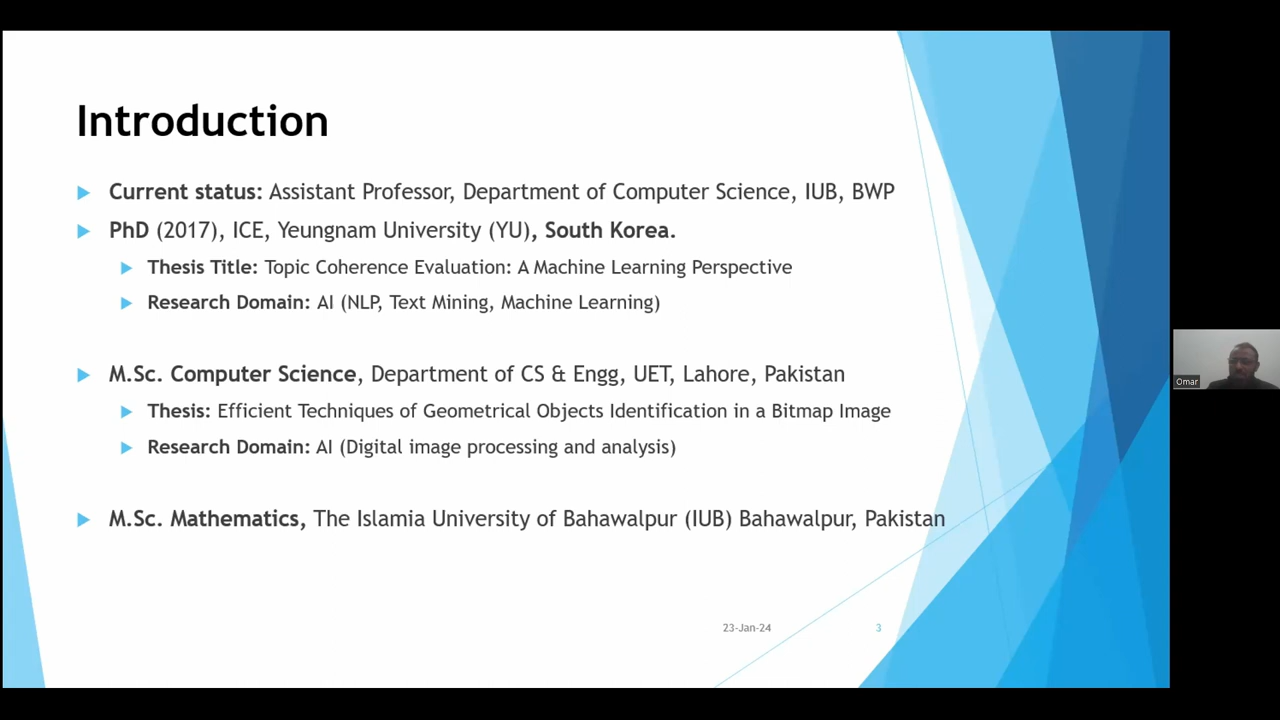 Introduction
Current status: Assistant Professor, Department of Computer Science, IUB, BWP
PhD (2017), ICE, Yeungnam University (YU), South Korea.
Thesis Title: Topic Coherence Evaluation: A Machine Learning Perspective
Research Domain: AI (NLP, Text Mining, Machine Learning)
M.Sc. Computer Science, Department of CS & Engg, UET, Lahore, Pakistan
Thesis: Efficient Techniques of Geometrical Objects Identification in a Bitmap Image
Research Domain: AI (Digital image processing and analysis)
M.Sc. Mathematics, The Islamia University of Bahawalpur (IUB) Bahawalpur, Pakistan
23-Jan-24 3
Omar